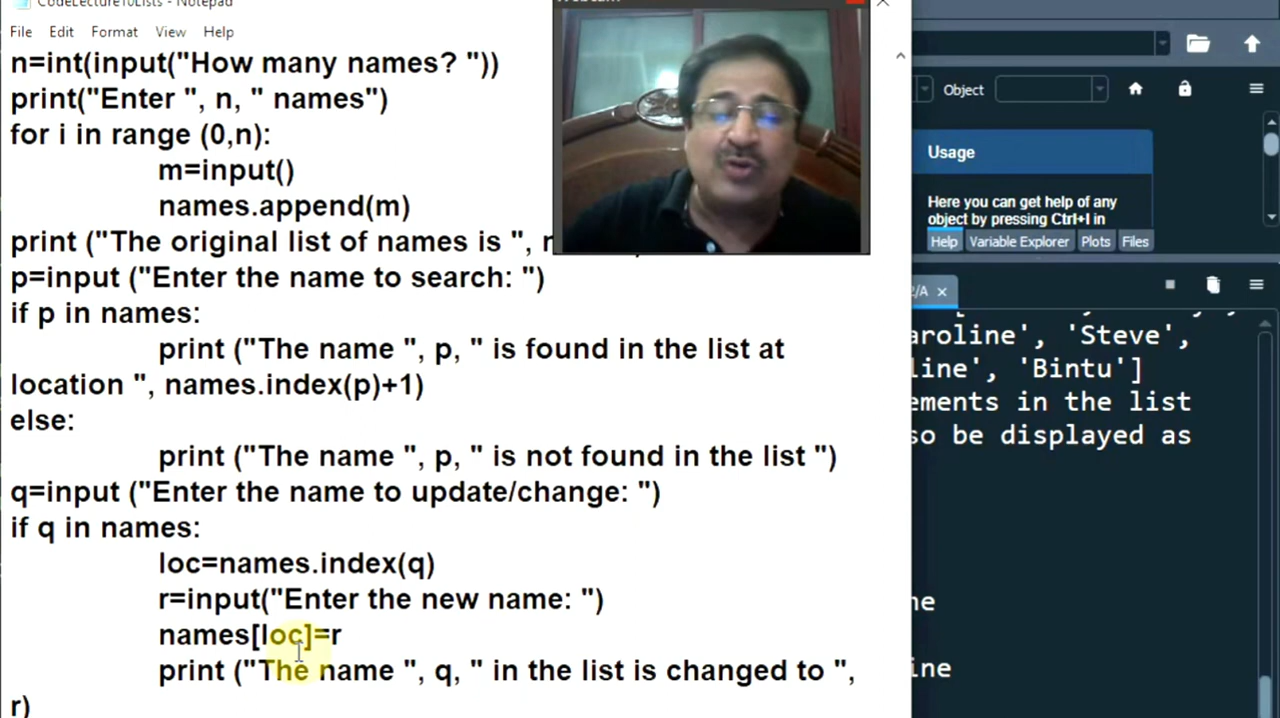 CodeLecture10Lists - Notepad
File Edit Format View Help
n=int(input("How many names? "))
print("Enter ", n, " names")
for i in range (0,n):
m=input()
names.append(m)
print ("The original list of names is ",
p=input ("Enter the name to search: ")
if p in names:
print ("The name ", p, " is found in the list at
location ", names.index(p)+1)
else:
print ("The name ", p, " is not found in the list ")
q=input ("Enter the name to update/change: ")
if q in names:
loc=names.index(q)
r=input("Enter the new name: ")
names[loc]=r
print ("The name ", q, " in the list is changed to ",
r)
Object
Usage
Here you can get help of any
object by pressing Ctrl+I in
Help Variable Explorer Plots Files
2/A
aroline', 'Steve',
line', 'Bintu']
ements in the list
so be displayed as
ne
ine